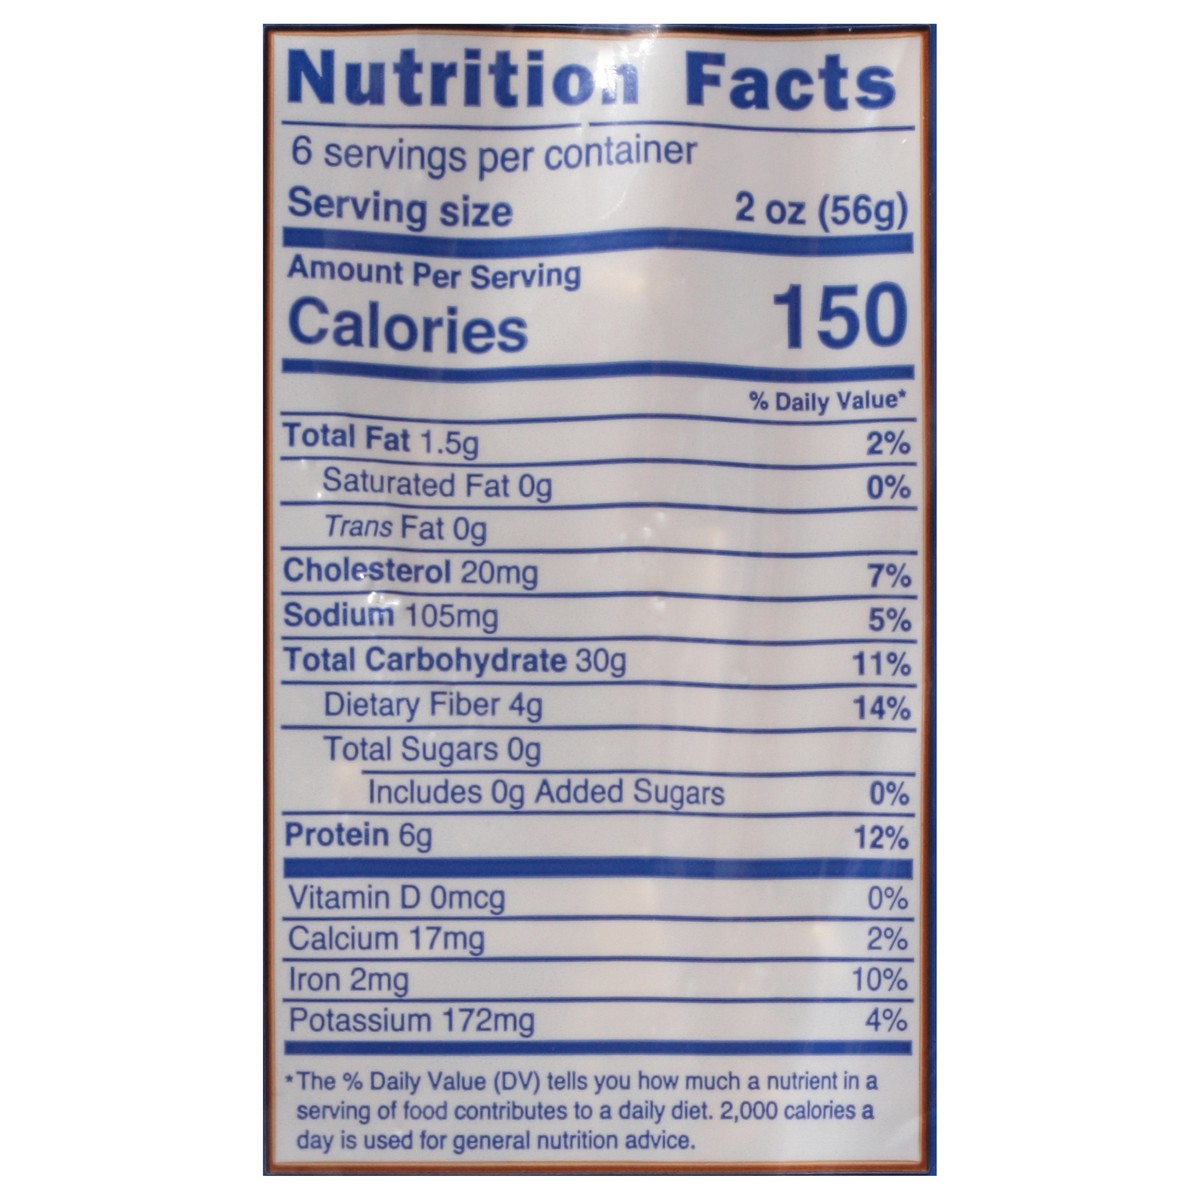 Nutrition Facts
6 servings per container
Serving size 2 oz (56g)
Amount Per Serving
Calories 150
% Daily Value*
Total Fat 1.5g 2%
Saturated Fat 0g 0%
Trans Fat 0g
Cholesterol 20mg 7%
Sodium 105mg 5%
Total Carbohydrate 30g 11%
Dietary Fiber 4g 14%
Total Sugars 0g
Includes 0g Added Sugars 0%
Protein 6g 12%
Vitamin D 0mcg 0%
Calcium 17mg 2%
Iron 2mg 10%
Potassium 172mg 4%
*The % Daily Value (DV) tells you how much a nutrient in a
serving of food contributes to a daily diet. 2,000 calories a
day is used for general nutrition advice.